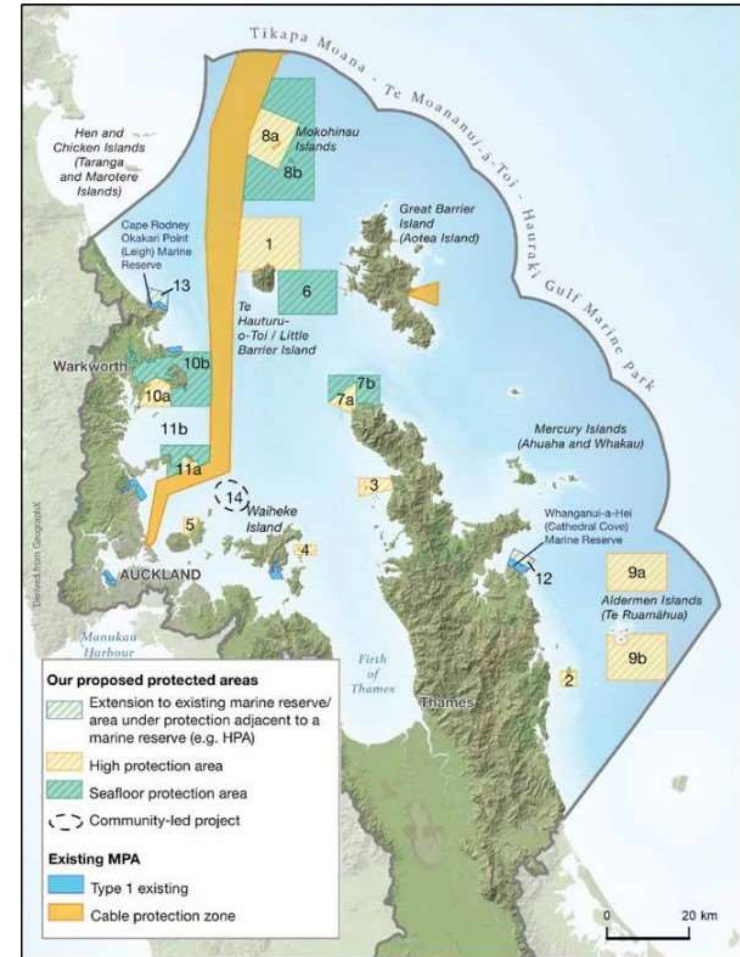 Tīkapa Moana - Te Moananui-ā-Toi - Hauraki Gulf Marine park
Hen and
Chicken Islands
(Taranga
and Marotere
Islands)
8a
Mokohinau
Islands
8b
Cape Rodney
Okakari Point
(Leigh) Marine
Reserve
Great Barrier
Island
(Aotea Island)
1
13
6
Te
Hauturu-
o-Toi / Little
Barrier Island
Warkworth
10b
10a
7b
7a
11b
Mercury Islands
(Ahuaha and Whakau)
11a
3
14
Waiheke
Island
Whanganui-a-Hei
(Cathedral Cove)
Marine Reserve
5
4
12
9a
AUCKLAND
Aldermen Islands
(Te Ruamāhua)
9b
Derived from GeographX
Manukau
Harbour
Firth
of
Thames
2
Thames
Our proposed protected areas
Extension to existing marine reserve/
area under protection adjacent to a
marine reserve (e.g. HPA)
High protection area
Seafloor protection area
Community-led project
Existing MPA
Type 1 existing
Cable protection zone
0 20 km